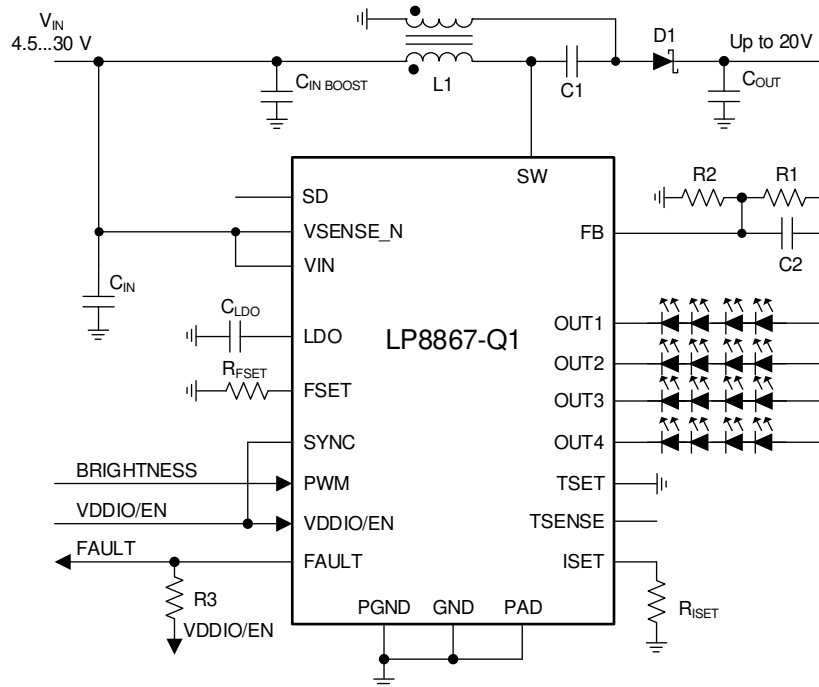 VIN
4.5...30 V
D1
Up to 20V
CIN BOOST
L1
C1
COUT
SW
R2
R1
SD
VSENSE_N
FB
VIN
C2
CIN
CLDO
LDO
LP8867-Q1
OUT1
RFSET
OUT2
FSET
OUT3
SYNC
OUT4
BRIGHTNESS
PWM
TSET
VDDIO/EN
VDDIO/EN
TSENSE
FAULT
FAULT
ISET
R3
PGND
GND
PAD
RISET
VDDIO/EN